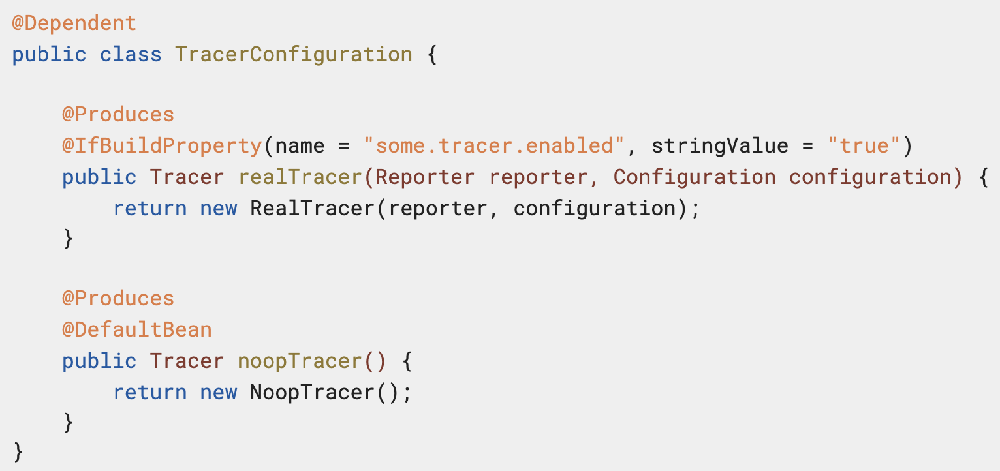 @Dependent
public class TracerConfiguration {
@Produces
@IfBuildProperty(name = "some.tracer.enabled", stringValue = "true")
public Tracer realTracer(Reporter reporter, Configuration configuration) {
return new RealTracer(reporter, configuration);
}
@Produces
@DefaultBean
public Tracer noopTracer() {
return new NoopTracer();
}
}